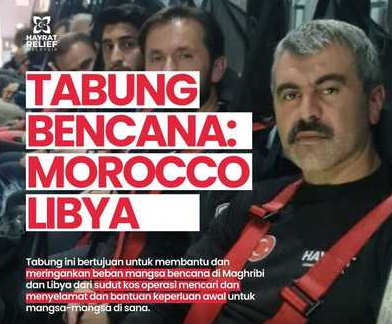 HAYRAT
RELIEF
TABUNG
BENCANA:
MOROCCO
LIBYA
Tabung ini bertujuan untuk membantu dan
meringankan beban mangsa bencana di Maghribi
dan Libya dari sudut kos operasi mencari dan
menyelamat dan bantuan keperluan awal untuk
mangsa-mangsa di sana.